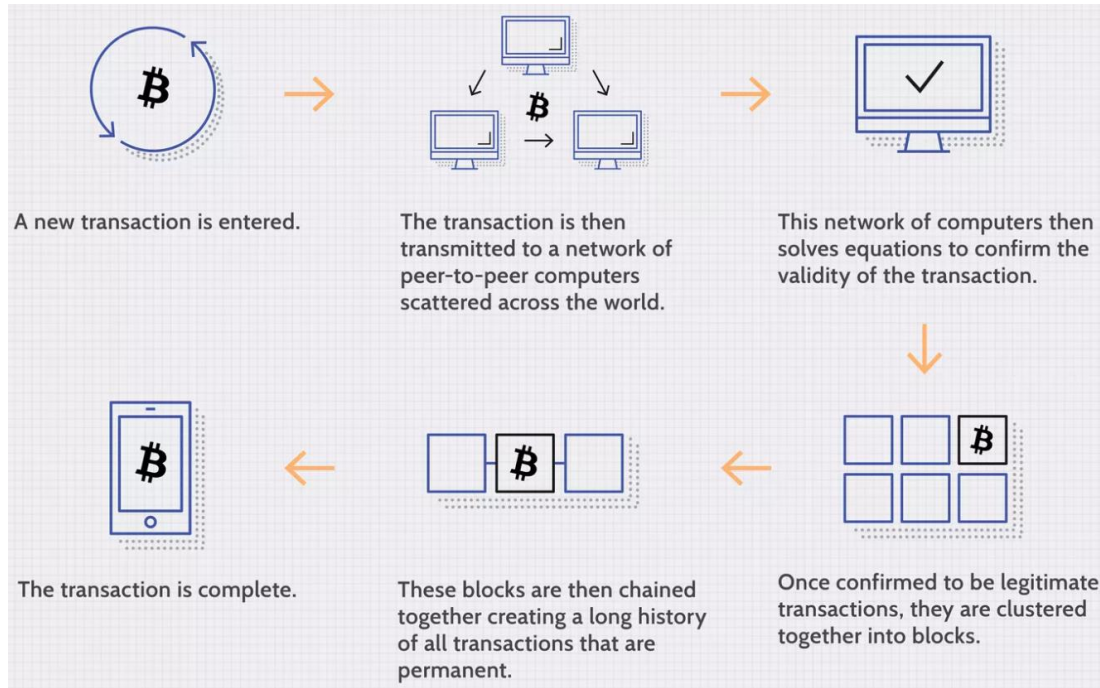 A new transaction is entered.
The transaction is then
transmitted to a network of
peer-to-peer computers
scattered across the world.
This network of computers then
solves equations to confirm the
validity of the transaction.
Once confirmed to be legitimate
transactions, they are clustered
together into blocks.
These blocks are then chained
together creating a long history
of all transactions that are
permanent.
The transaction is complete.